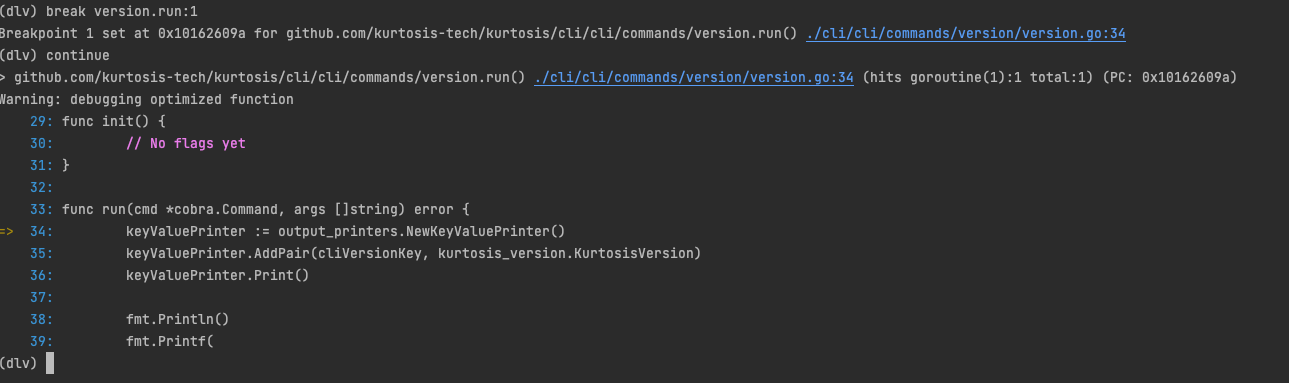 (dlv) break version.run:1
Breakpoint 1 set at 0x10162609a for github.com/kurtosis-tech/kurtosis/cli/cli/commands/version.run() ./cli/cli/commands/version/version.go:34
(dlv) continue
> github.com/kurtosis-tech/kurtosis/cli/cli/commands/version.run() ./cli/cli/commands/version/version.go:34 (hits goroutine(1):1 total:1) (PC: 0x10162609a)
Warning: debugging optimized function
    29: func init() {
    30:         // No flags yet
    31: }
    32:
    33: func run(cmd *cobra.Command, args []string) error {
=>  34:         keyValuePrinter := output_printers.NewKeyValuePrinter()
    35:         keyValuePrinter.AddPair(cliVersionKey, kurtosis_version.KurtosisVersion)
    36:         keyValuePrinter.Print()
    37:
    38:         fmt.Println()
    39:         fmt.Printf(
(dlv)